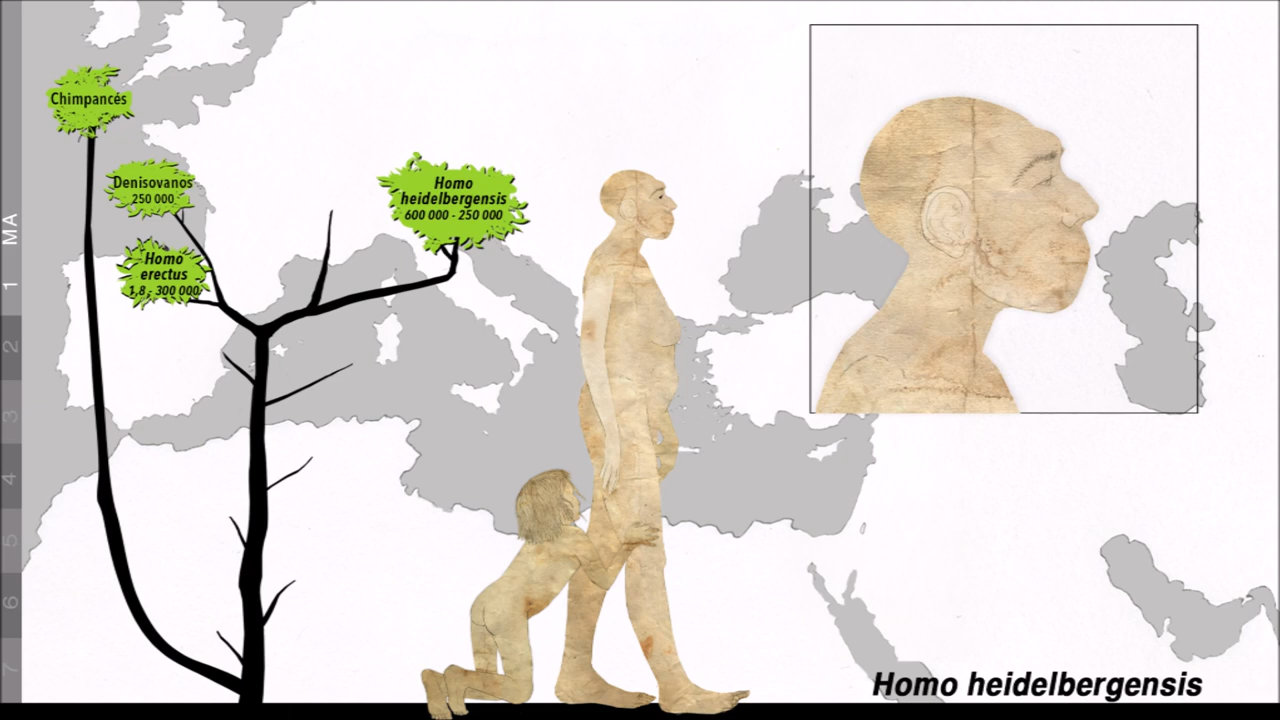 Chimpancés
Denisovanos
250 000
Homo
erectus
1,8 - 300 000
Homo
heidelbergensis
600 000 - 250 000
MA
1
2
3
4
5
6
7
Homo heidelbergensis